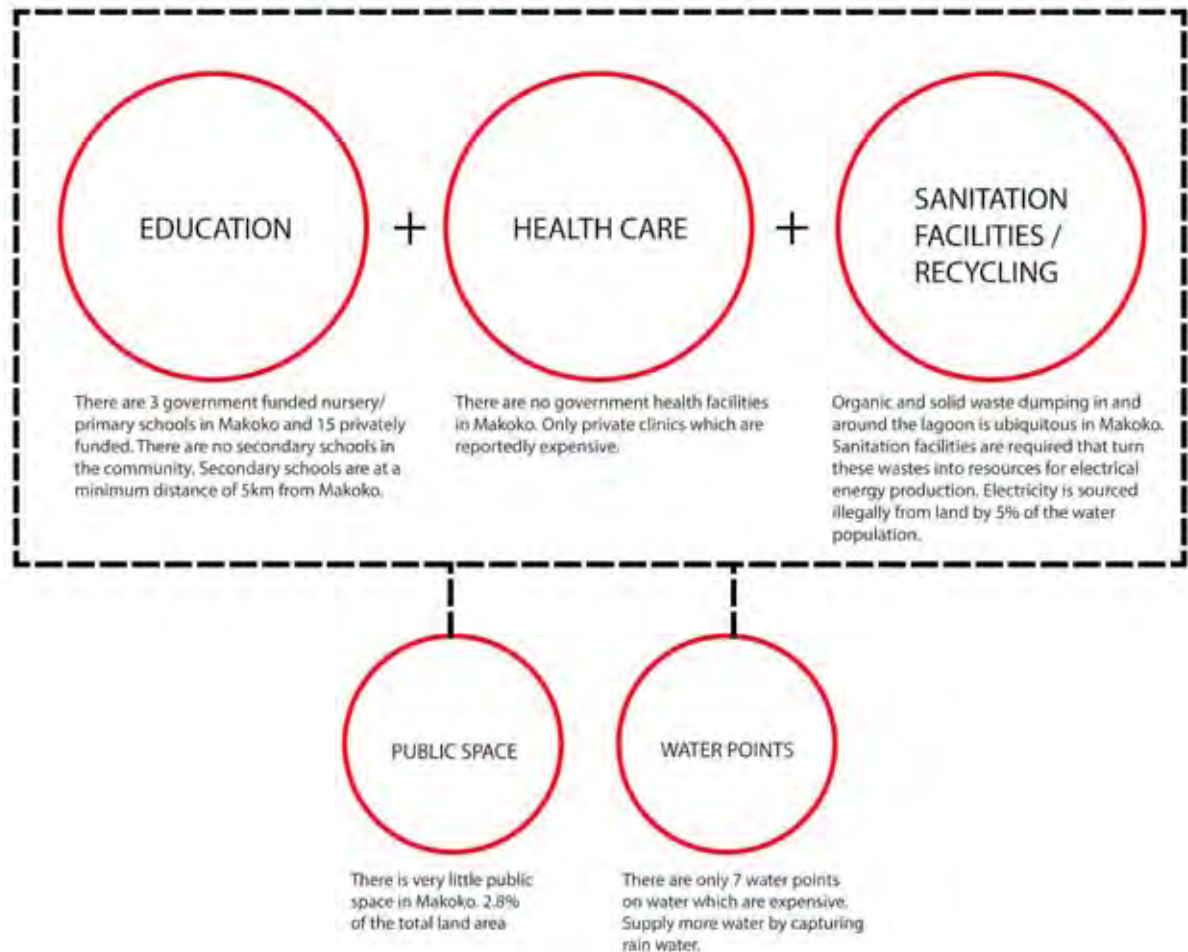 EDUCATION
+
HEALTH CARE
+
SANITATION
FACILITIES /
RECYCLING
There are 3 government funded nursery/
primary schools in Makoko and 15 privately
funded. There are no secondary schools in
the community. Secondary schools are at a
minimum distance of 5km from Makoko.
There are no government health facilities
in Makoko. Only private clinics which are
reportedly expensive.
Organic and solid waste dumping in and
around the lagoon is ubiquitous in Makoko.
Sanitation facilities are required that turn
these wastes into resources for electrical
energy production. Electricity is sourced
illegally from land by 5% of the water
population.
PUBLIC SPACE
WATER POINTS
There is very little public
space in Makoko. 2.8%
of the total land area
There are only 7 water points
on water which are expensive.
Supply more water by capturing
rain water.